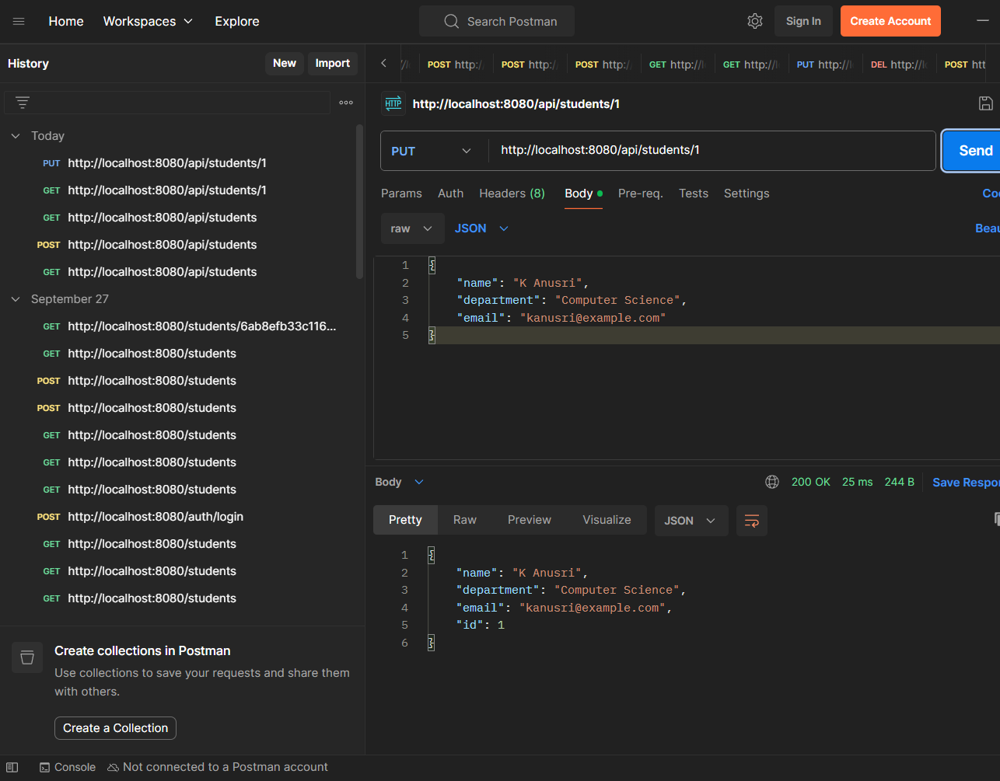 Home Workspaces Explore Search Postman Sign In Create Account
History New Import
POST http:/ POST http:/ POST http:/ GET http://l GET http://l PUT http://l DEL http://l POST htt
HTTP http://localhost:8080/api/students/1
Today
PUT http://localhost:8080/api/students/1
GET http://localhost:8080/api/students/1
GET http://localhost:8080/api/students
POST http://localhost:8080/api/students
GET http://localhost:8080/api/students
September 27
GET http://localhost:8080/students/6ab8efb33c116...
GET http://localhost:8080/students
POST http://localhost:8080/students
POST http://localhost:8080/students
GET http://localhost:8080/students
GET http://localhost:8080/students
GET http://localhost:8080/students
POST http://localhost:8080/auth/login
GET http://localhost:8080/students
GET http://localhost:8080/students
GET http://localhost:8080/students
Create collections in Postman
Use collections to save your requests and share them
with others.
Create a Collection
PUT http://localhost:8080/api/students/1 Send
Params Auth Headers (8) Body Pre-req. Tests Settings Coo
raw JSON Beau
1 {
2 "name": "K Anusri",
3 "department": "Computer Science",
4 "email": "kanusri@example.com"
5 }
Body 200 OK 25 ms 244 B Save Respon
Pretty Raw Preview Visualize JSON
1 {
2 "name": "K Anusri",
3 "department": "Computer Science",
4 "email": "kanusri@example.com",
5 "id": 1
6 }
Console Not connected to a Postman account